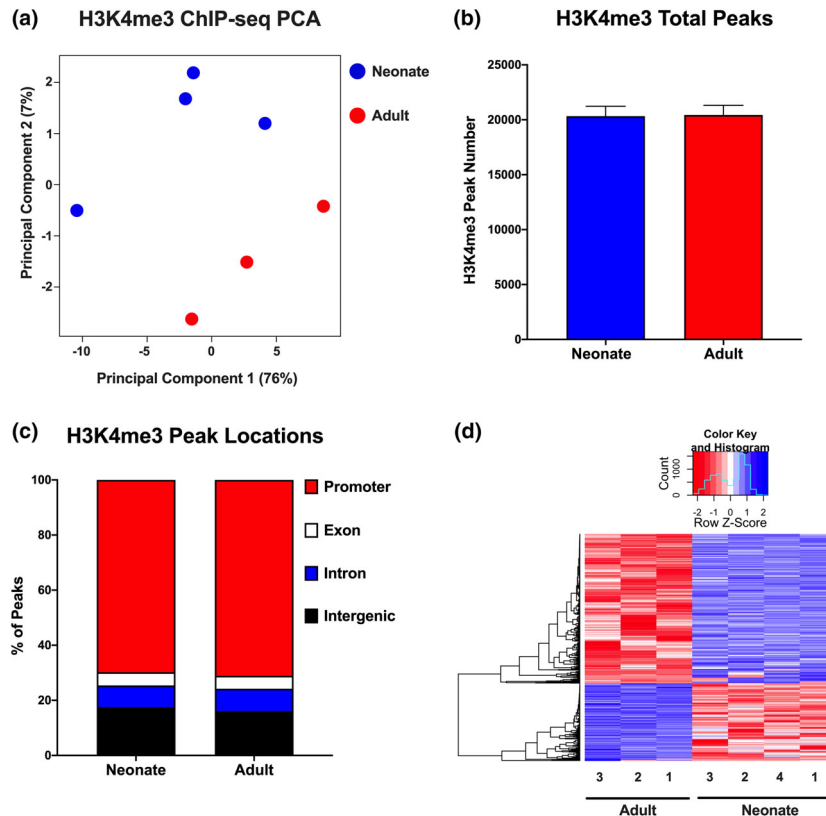 (a) H3K4me3 ChIP-seq PCA
Principal Component 2 (7%)
2
1
0
-1
-2
-10 -5 0 5
Principal Component 1 (76%)
Neonate
Adult
(b) H3K4me3 Total Peaks
H3K4me3 Peak Number
25000
20000
15000
10000
5000
0
Neonate Adult
(c) H3K4me3 Peak Locations
% of Peaks
100
80
60
40
20
0
Neonate Adult
Promoter
Exon
Intron
Intergenic
(d)
Color Key
and Histogram
Count
0 1000
-2 -1 0 1 2
Row Z-Score
3 2 1 3 2 4 1
Adult Neonate